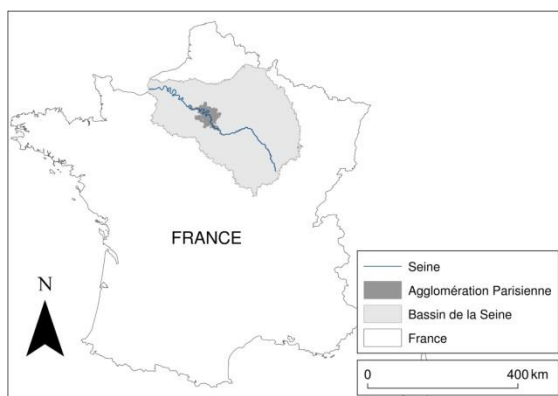 FRANCE
N
Seine
Agglomération Parisienne
Bassin de la Seine
France
0 400 km